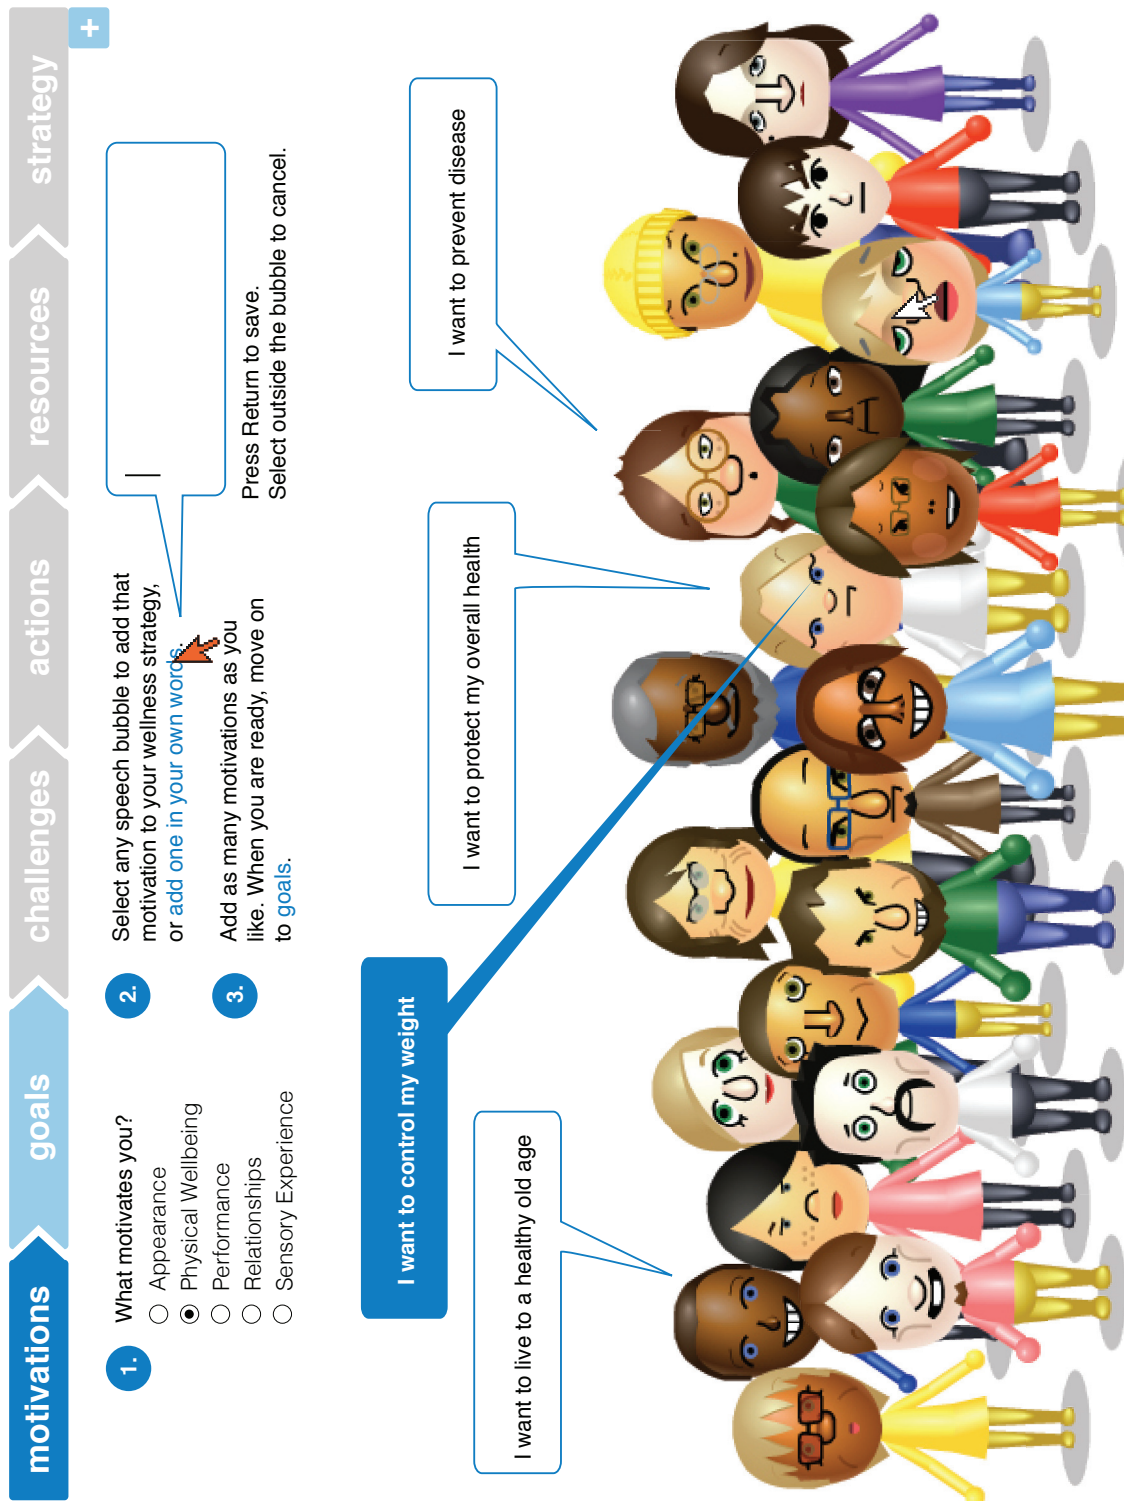 motivations
goals
challenges
actions
resources
strategy
+
1.
What motivates you?
Appearance
Physical Wellbeing
Performance
Relationships
Sensory Experience
2.
Select any speech bubble to add that
motivation to your wellness strategy,
or add one in your own words.
3.
Add as many motivations as you
like. When you are ready, move on
to goals.
Press Return to save.
Select outside the bubble to cancel.
I want to live to a healthy old age
I want to control my weight
I want to protect my overall health
I want to prevent disease